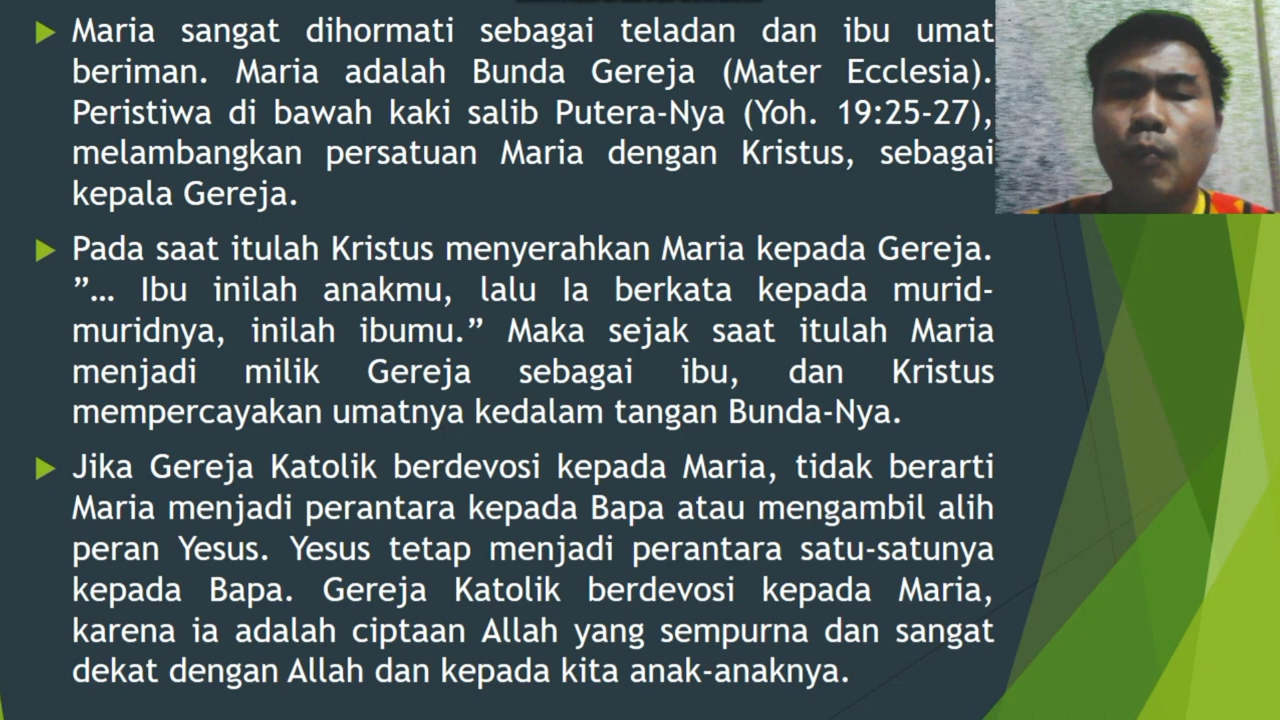 Maria sangat dihormati sebagai teladan dan ibu umat
beriman. Maria adalah Bunda Gereja (Mater Ecclesia).
Peristiwa di bawah kaki salib Putera-Nya (Yoh. 19:25-27),
melambangkan persatuan Maria dengan Kristus, sebagai
kepala Gereja.
Pada saat itulah Kristus menyerahkan Maria kepada Gereja.
”… Ibu inilah anakmu, lalu Ia berkata kepada murid-
muridnya, inilah ibumu.” Maka sejak saat itulah Maria
menjadi milik Gereja sebagai ibu, dan Kristus
mempercayakan umatnya kedalam tangan Bunda-Nya.
Jika Gereja Katolik berdevosi kepada Maria, tidak berarti
Maria menjadi perantara kepada Bapa atau mengambil alih
peran Yesus. Yesus tetap menjadi perantara satu-satunya
kepada Bapa. Gereja Katolik berdevosi kepada Maria,
karena ia adalah ciptaan Allah yang sempurna dan sangat
dekat dengan Allah dan kepada kita anak-anaknya.